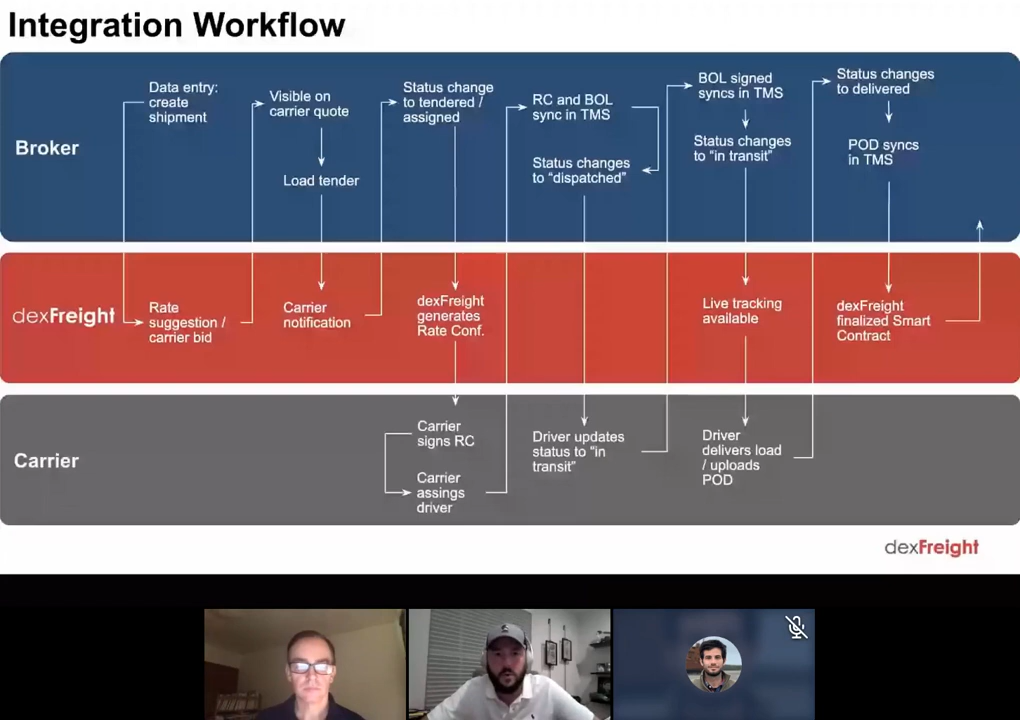 Integration Workflow
Broker
Data entry:
create
shipment
Visible on
carrier quote
Load tender
Status change
to tendered /
assigned
RC and BOL
sync in TMS
Status changes
to “dispatched”
BOL signed
syncs in TMS
Status changes
to “in transit”
Status changes
to delivered
POD syncs
in TMS
dexFreight
Rate
suggestion /
carrier bid
Carrier
notification
dexFreight
generates
Rate Conf.
Live tracking
available
dexFreight
finalized Smart
Contract
Carrier
Carrier
signs RC
Carrier
assings
driver
Driver updates
status to “in
transit”
Driver
delivers load
/ uploads
POD
dexFreight